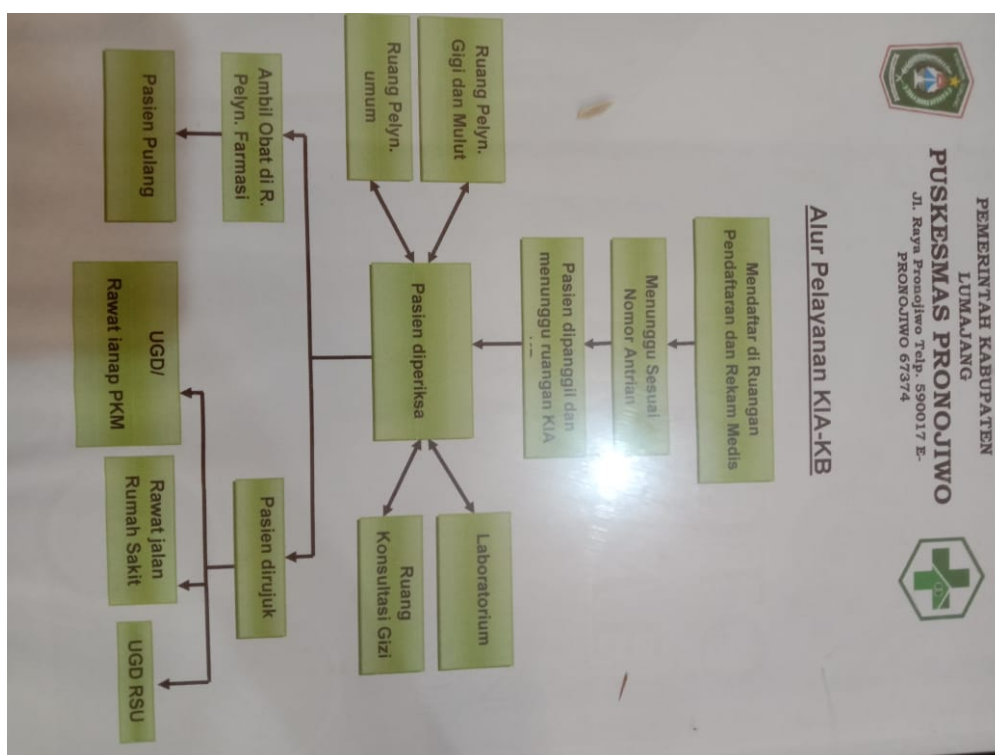 PEMERINTAH KABUPATEN
LUMAJANG
PUSKESMAS PRONOJIWO
Jl. Raya Pronojiwo Telp. 590017 E-
PRONOJIWO 67374
Alur Pelayanan KIA-KB
Mendaftar di Ruangan
Pendaftaran dan Rekam Medis
Menunggu Sesuai
Nomor Antrian
Pasien dipanggil dan
menunggu ruangan KIA
Ruang Pelyn.
Gigi dan Mulut
Ruang Pelyn.
umum
Pasien diperiksa
Laboratorium
Ruang
Konsultasi Gizi
Ambil Obat di R.
Pelyn. Farmasi
Pasien Pulang
Pasien dirujuk
UGD/
Rawat inap PKM
Rawat jalan
Rumah Sakit
UGD RSU